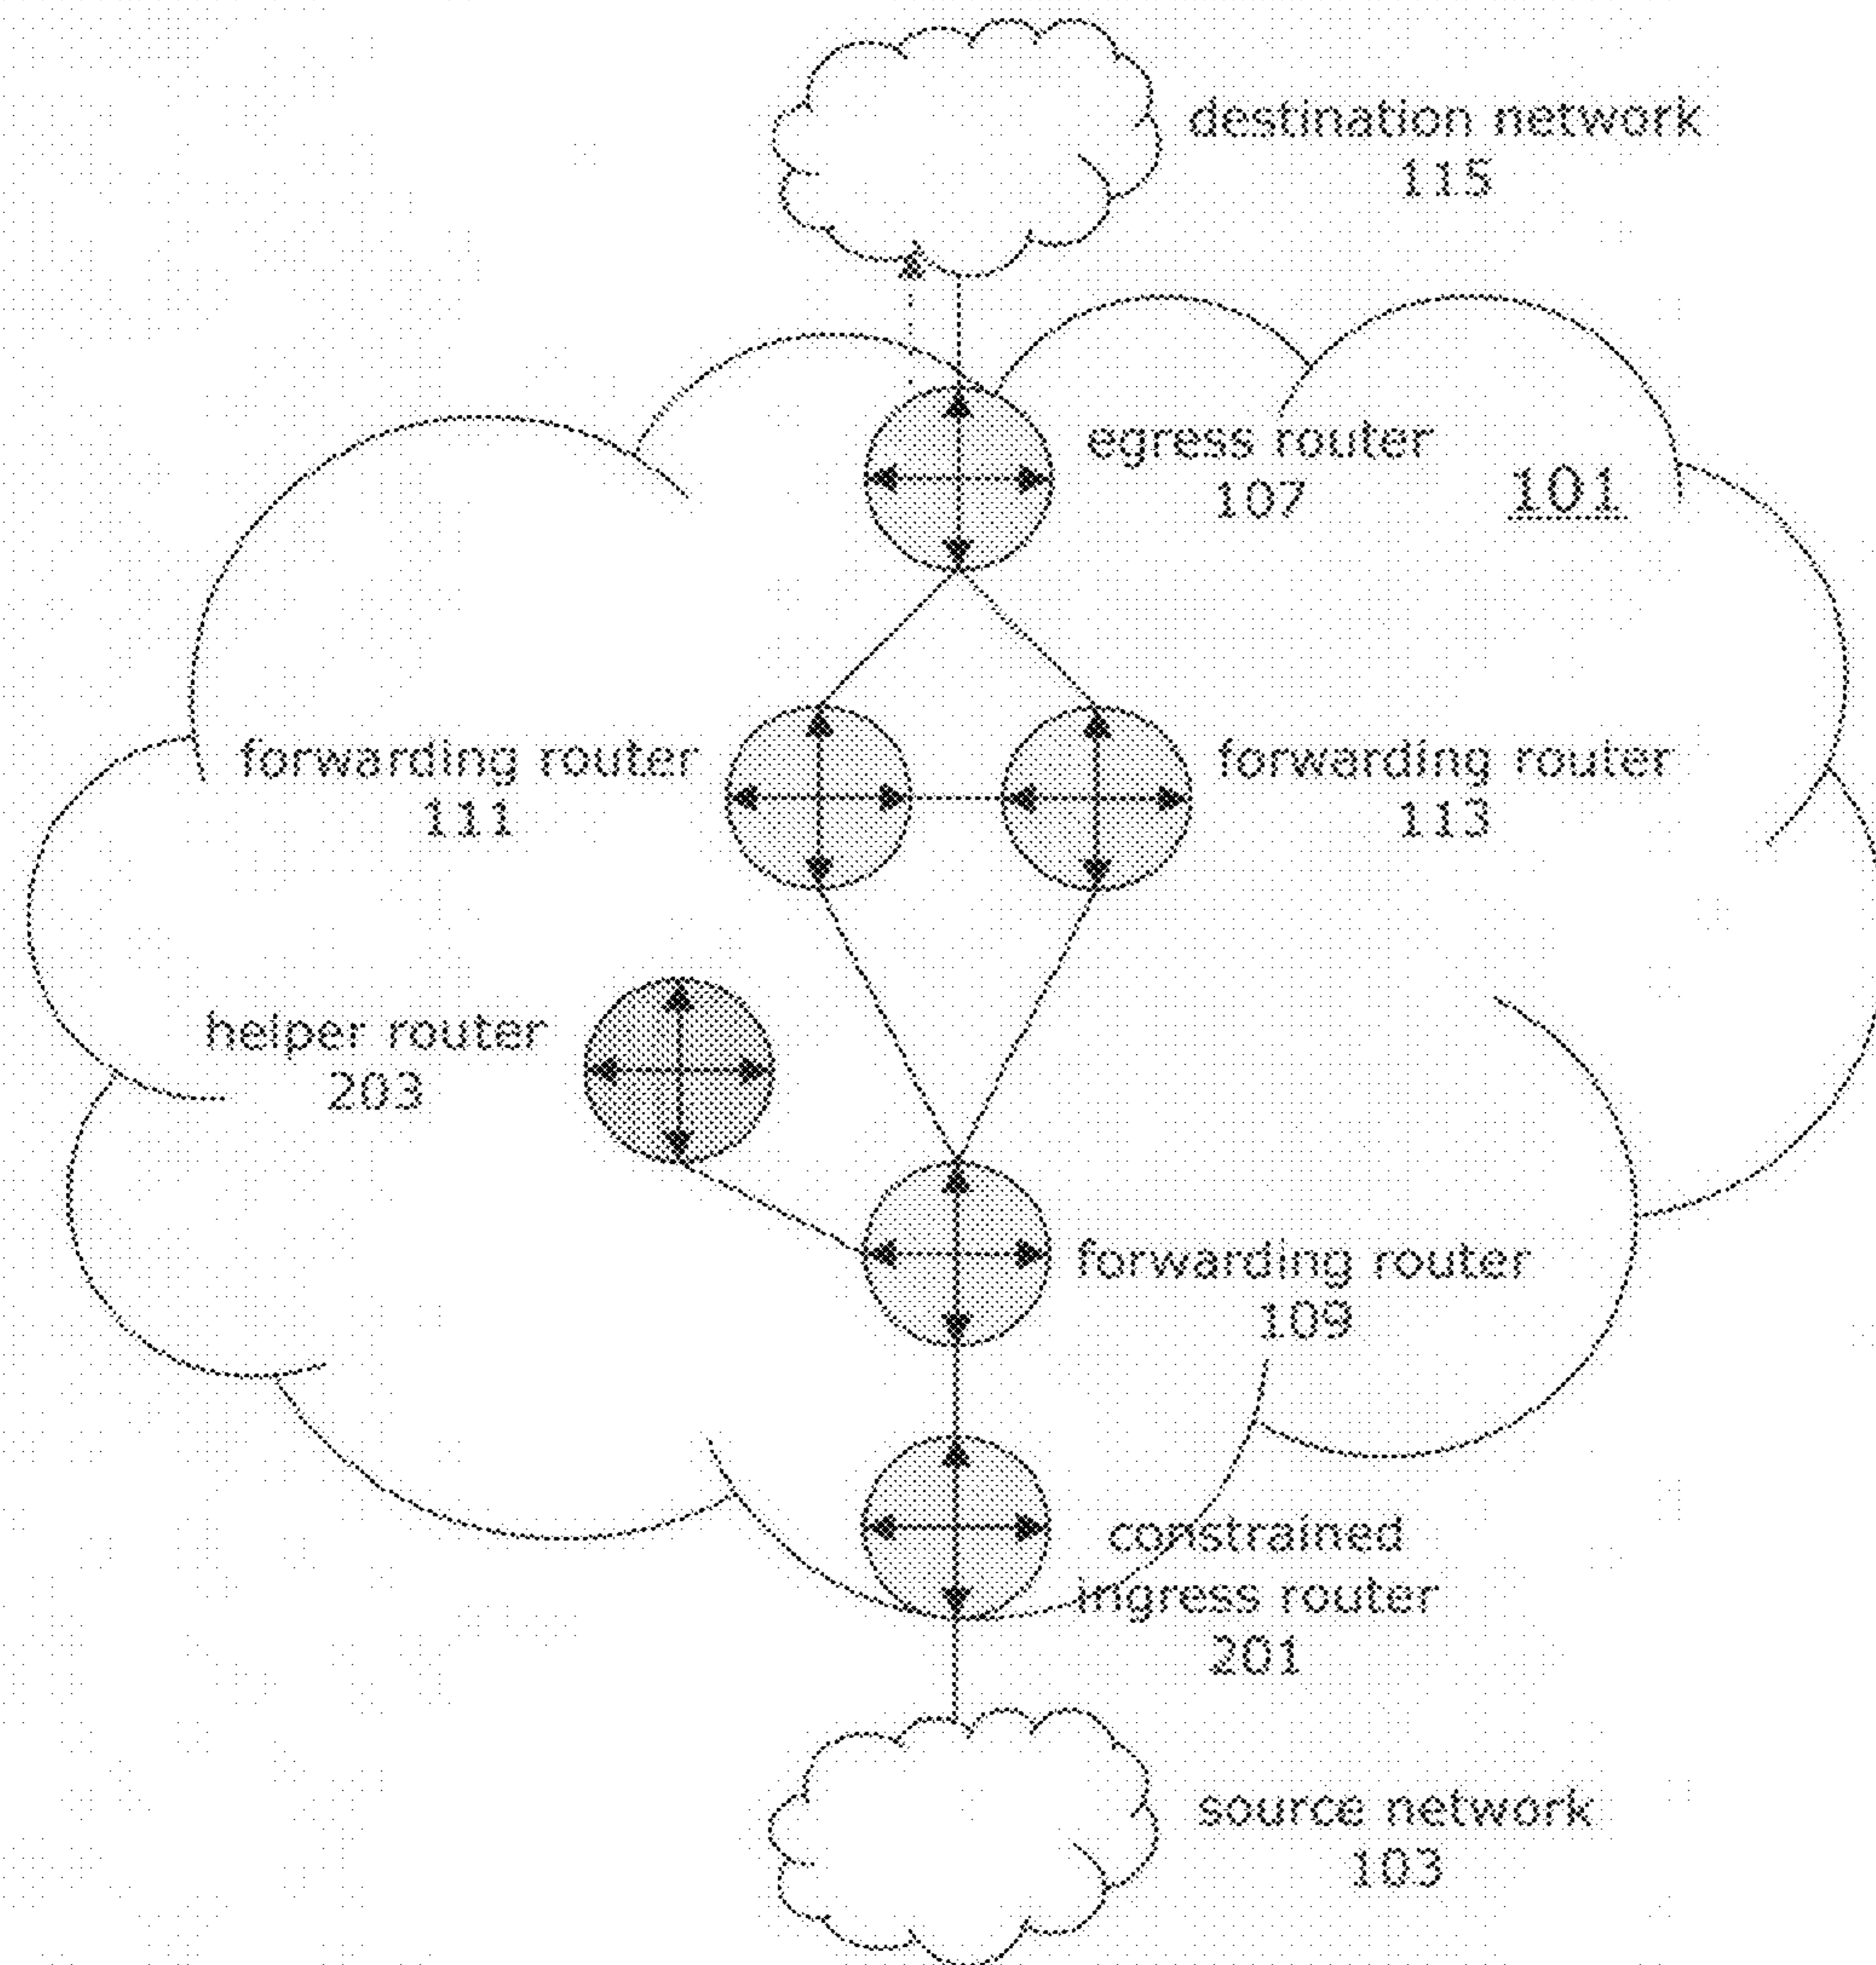 destination network
115
egress router
107
101
forwarding router
111
forwarding router
113
helper router
203
forwarding router
109
constrained
ingress router
201
source network
103